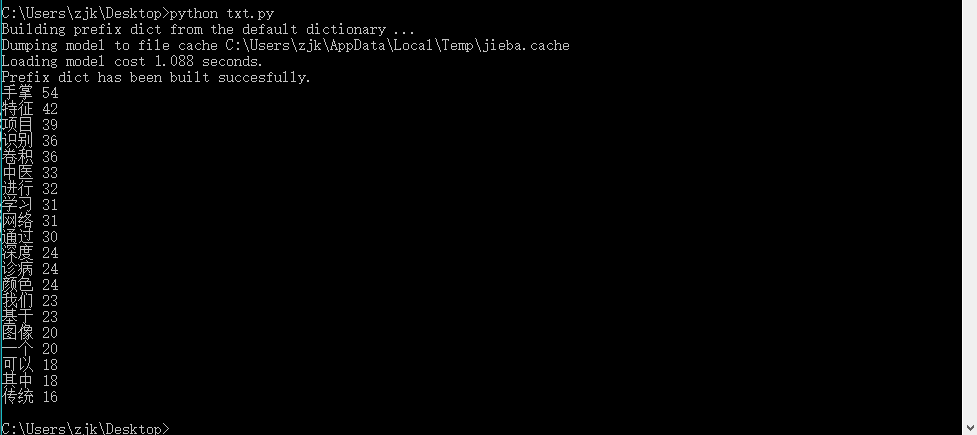 C:\Users\zjk\Desktop>python txt.py
Building prefix dict from the default dictionary ...
Dumping model to file cache C:\Users\zjk\AppData\Local\Temp\jieba.cache
Loading model cost 1.088 seconds.
Prefix dict has been built succesfully.
手掌 54
特征 42
项目 39
识别 36
卷积 36
中医 33
进行 32
学习 31
网络 31
通过 30
深度 24
诊病 24
颜色 24
我们 23
基于 23
图像 20
一个 20
可以 18
其中 18
传统 16
C:\Users\zjk\Desktop>